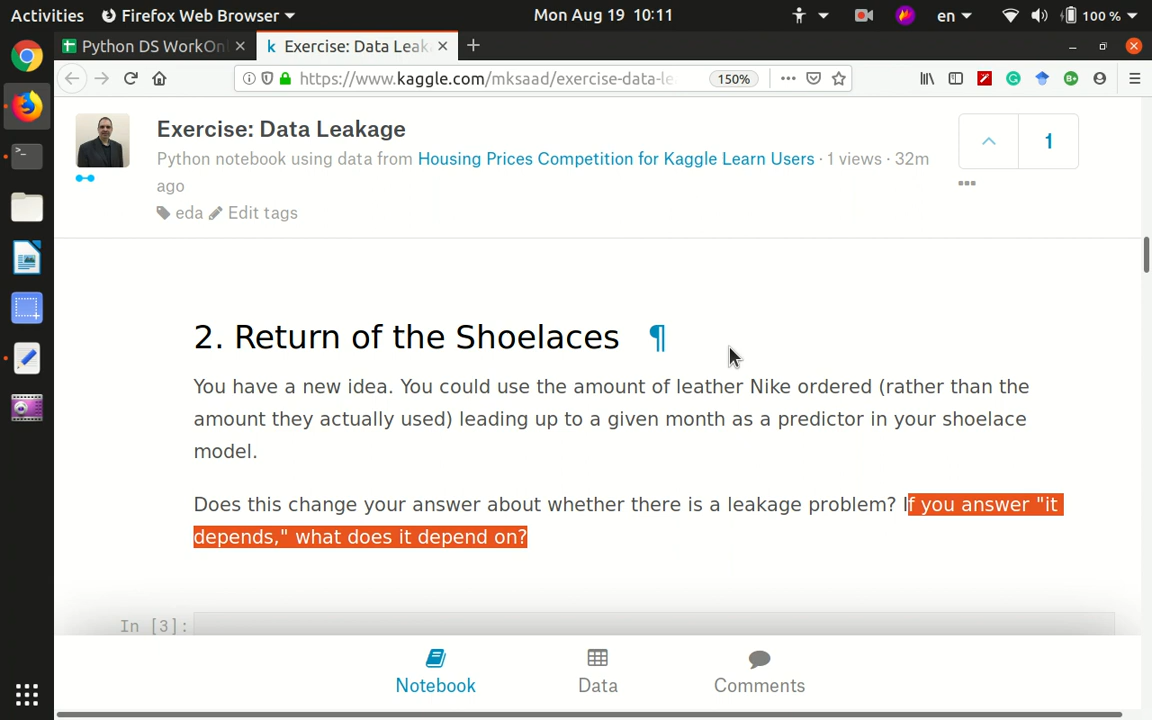 Activities Firefox Web Browser Mon Aug 19 10:11 en 100 %
Python DS WorkOn Exercise: Data Leak
https://www.kaggle.com/mksaad/exercise-data-le 150%
Exercise: Data Leakage
Python notebook using data from Housing Prices Competition for Kaggle Learn Users · 1 views · 32m
ago
eda Edit tags
1
2. Return of the Shoelaces ¶
You have a new idea. You could use the amount of leather Nike ordered (rather than the
amount they actually used) leading up to a given month as a predictor in your shoelace
model.
Does this change your answer about whether there is a leakage problem? If you answer "it
depends," what does it depend on?
In [3]:
Notebook Data Comments